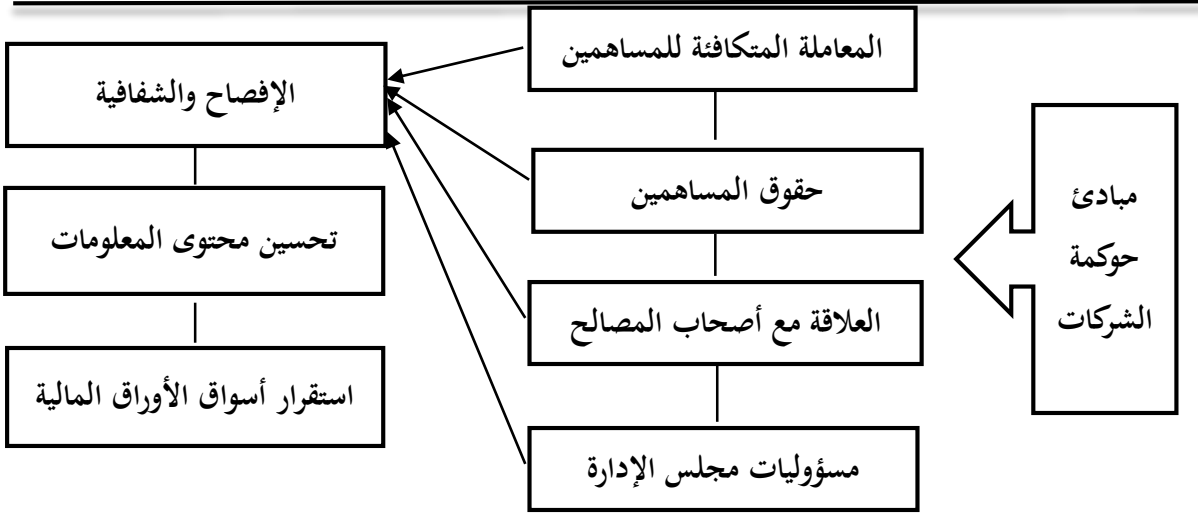 مبادئ
حوكمة
الشركات
المعاملة المتكافئة للمساهمين
حقوق المساهمين
العلاقة مع أصحاب المصالح
مسؤوليات مجلس الإدارة
الإفصاح والشفافية
تحسين محتوى المعلومات
استقرار أسواق الأوراق المالية